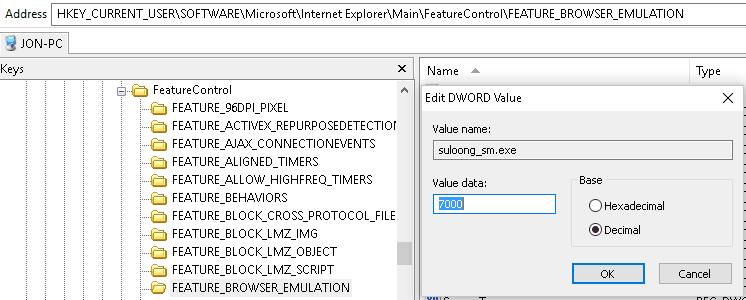 Address HKEY_CURRENT_USER\SOFTWARE\Microsoft\Internet Explorer\Main\FeatureControl\FEATURE_BROWSER_EMULATION
JON-PC
Keys
FeatureControl
FEATURE_96DPI_PIXEL
FEATURE_ACTIVEX_REPURPOSEDETECTION
FEATURE_AJAX_CONNECTIONEVENTS
FEATURE_ALIGNED_TIMERS
FEATURE_ALLOW_HIGHFREQ_TIMERS
FEATURE_BEHAVIORS
FEATURE_BLOCK_CROSS_PROTOCOL_FILE
FEATURE_BLOCK_LMZ_IMG
FEATURE_BLOCK_LMZ_OBJECT
FEATURE_BLOCK_LMZ_SCRIPT
FEATURE_BROWSER_EMULATION
Name Type
Edit DWORD Value
Value name:
suloong_sm.exe
Value data:
7000
Base
Hexadecimal
Decimal
OK Cancel